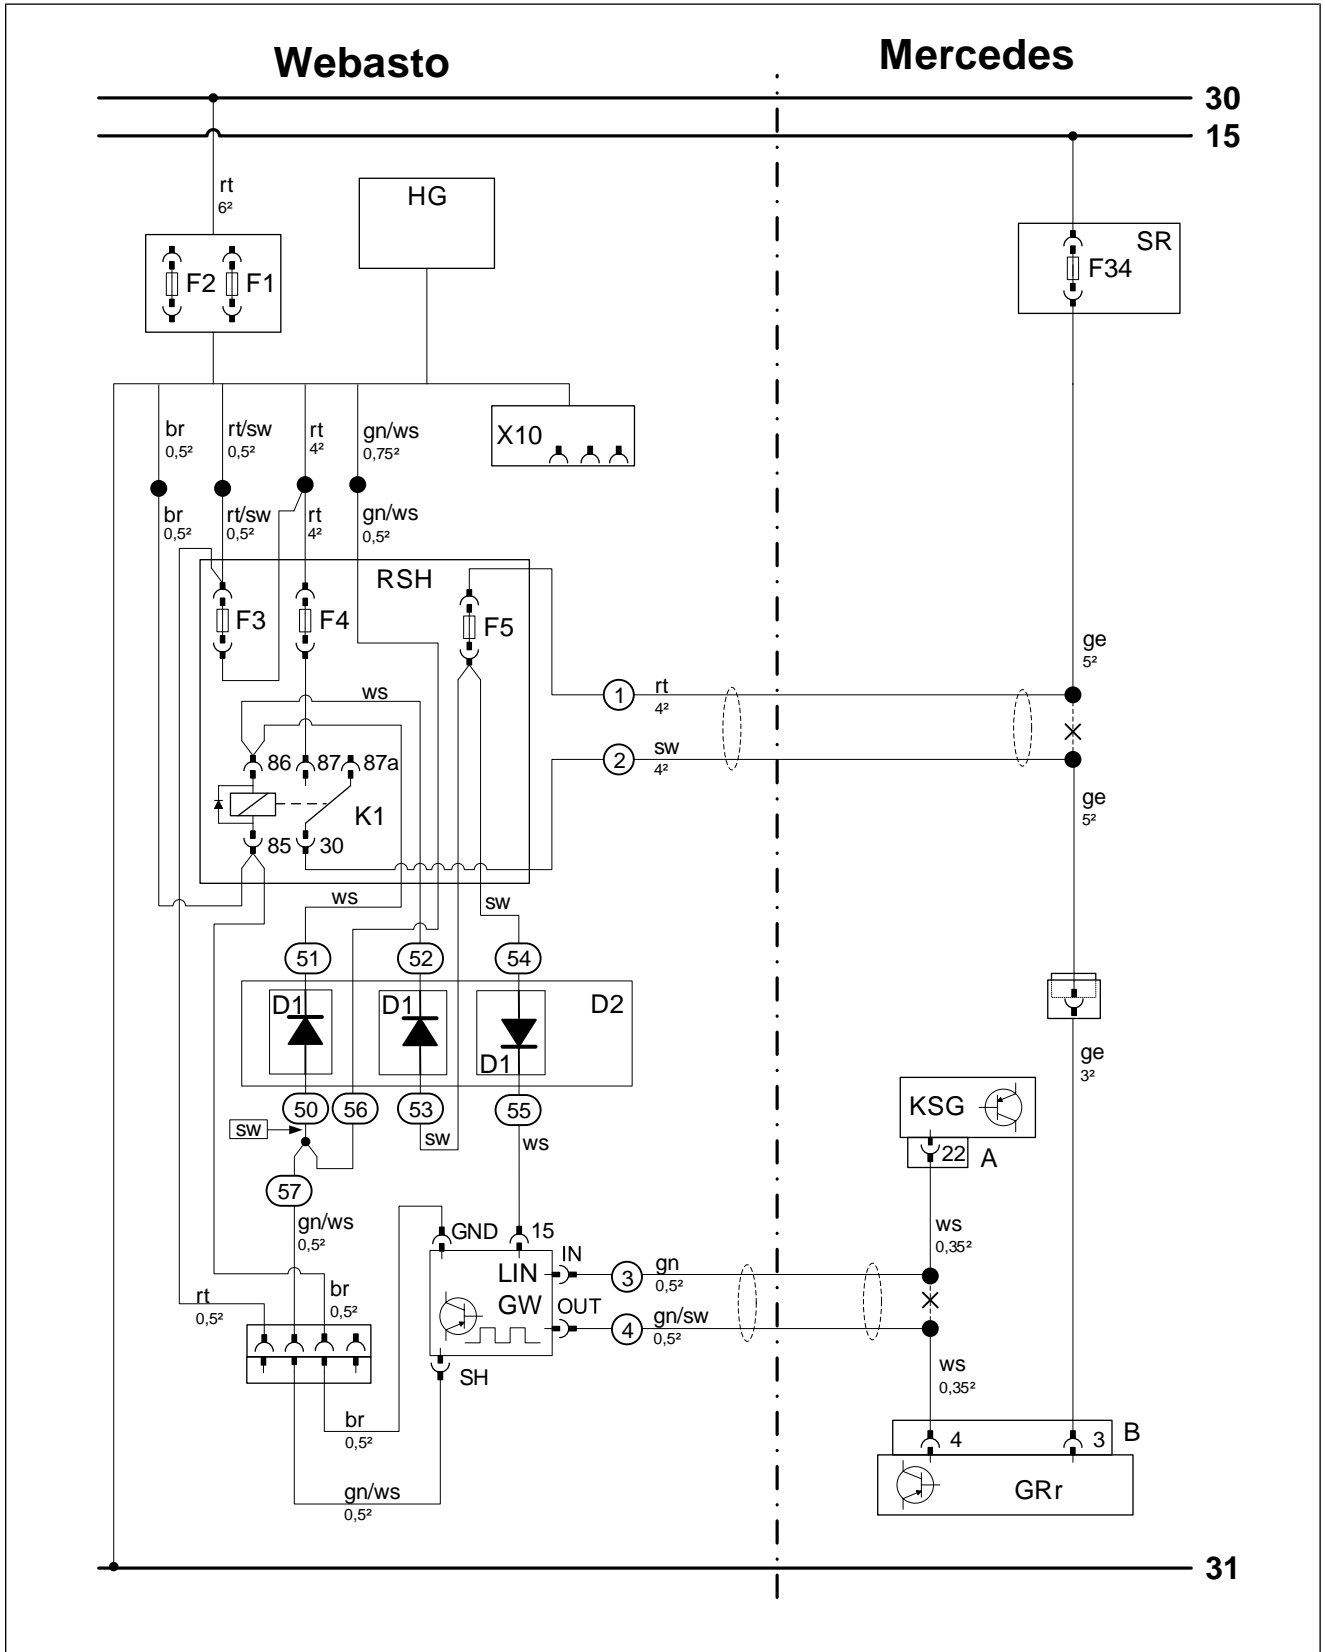 Webasto
Mercedes
30
15
rt
6²
HG
SR
F2
F1
F34
X10
br
0,5²
rt/sw
0,5²
rt
4²
gn/ws
0,75²
br
0,5²
rt/sw
0,5²
rt
4²
gn/ws
0,5²
RSH
F3
F4
F5
ge
5²
ws
1
rt
4²
2
sw
4²
86
87
87a
K1
85
30
ge
5²
ws
sw
51
52
54
D1
D1
D1
D2
ge
3²
50
56
53
55
sw
sw
ws
KSG
22
A
57
gn/ws
0,5²
GND
15
IN
LIN
GW
OUT
SH
3
gn
0,5²
4
gn/sw
0,5²
ws
0,35²
rt
0,5²
br
0,5²
ws
0,35²
br
0,5²
gn/ws
0,5²
4
3
B
GRr
31